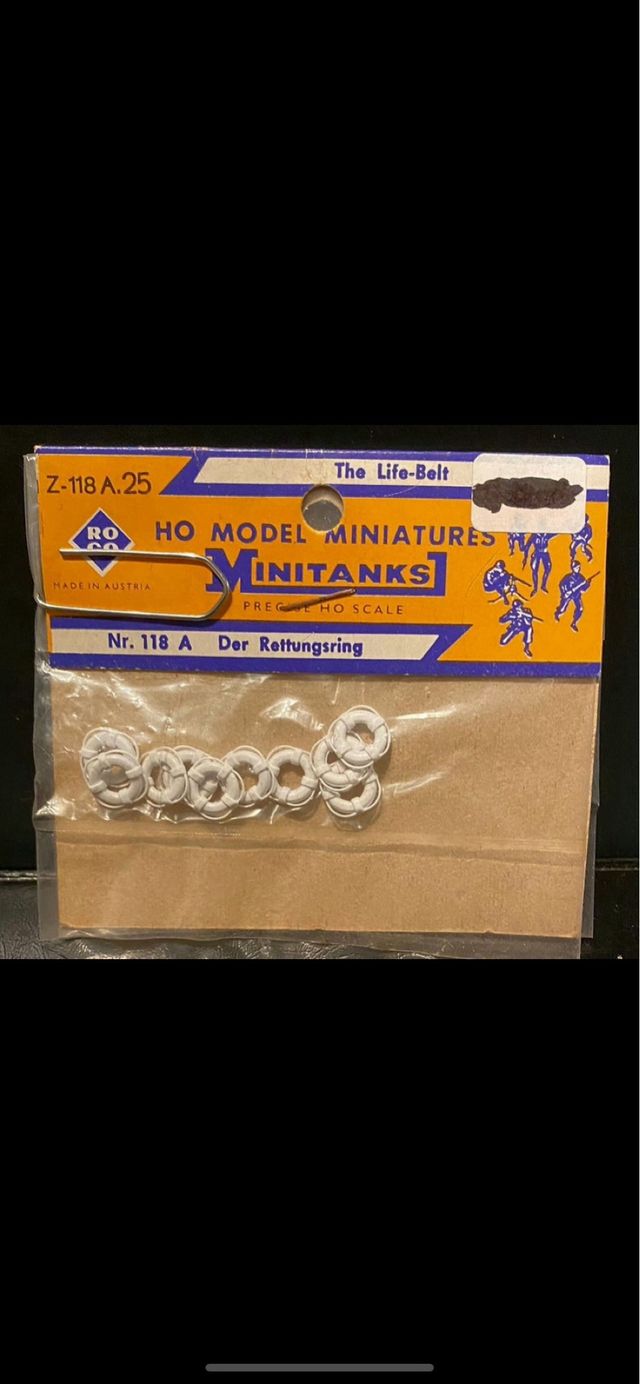 The Life-Belt
Z-118 A.25
HO MODEL MINIATURES
ROCO
MINITANKS
MADE IN AUSTRIA
PRECISE HO SCALE
Nr. 118 A Der Rettungsring